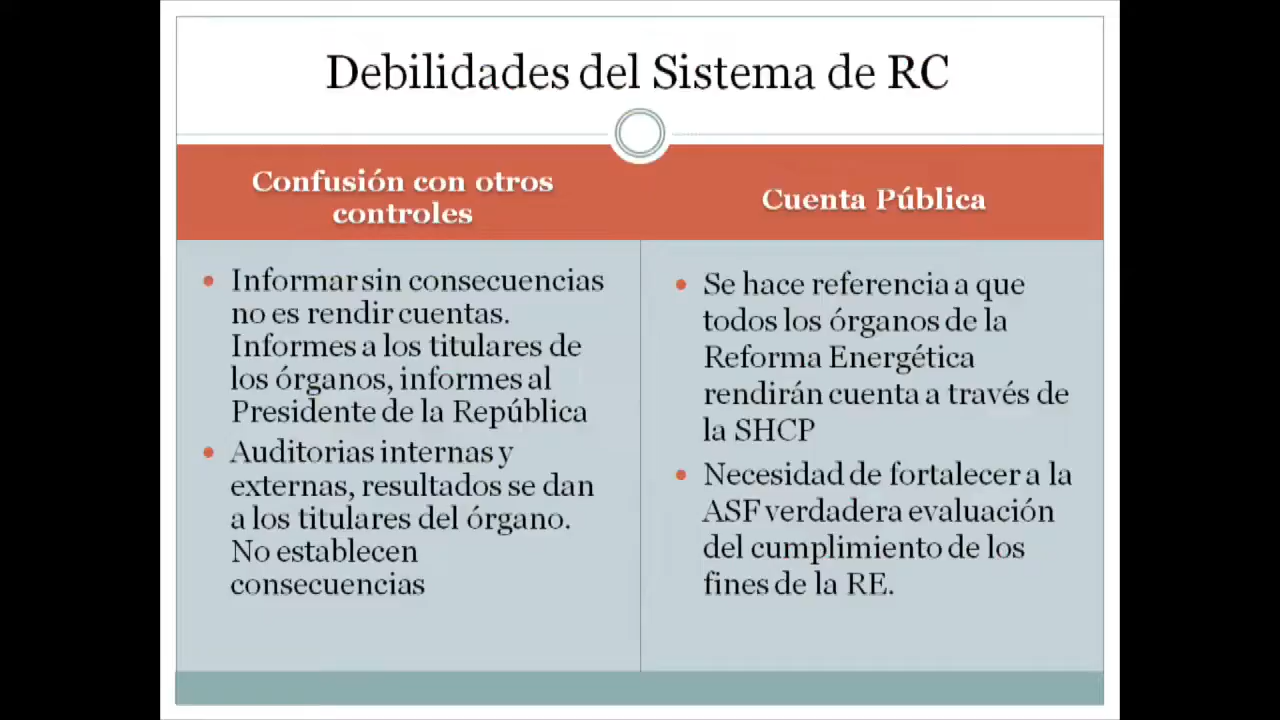 Debilidades del Sistema de RC
Confusión con otros
controles
Informar sin consecuencias
no es rendir cuentas.
Informes a los titulares de
los órganos, informes al
Presidente de la República
Auditorias internas y
externas, resultados se dan
a los titulares del órgano.
No establecen
consecuencias
Cuenta Pública
Se hace referencia a que
todos los órganos de la
Reforma Energética
rendirán cuenta a través de
la SHCP
Necesidad de fortalecer a la
ASF verdadera evaluación
del cumplimiento de los
fines de la RE.